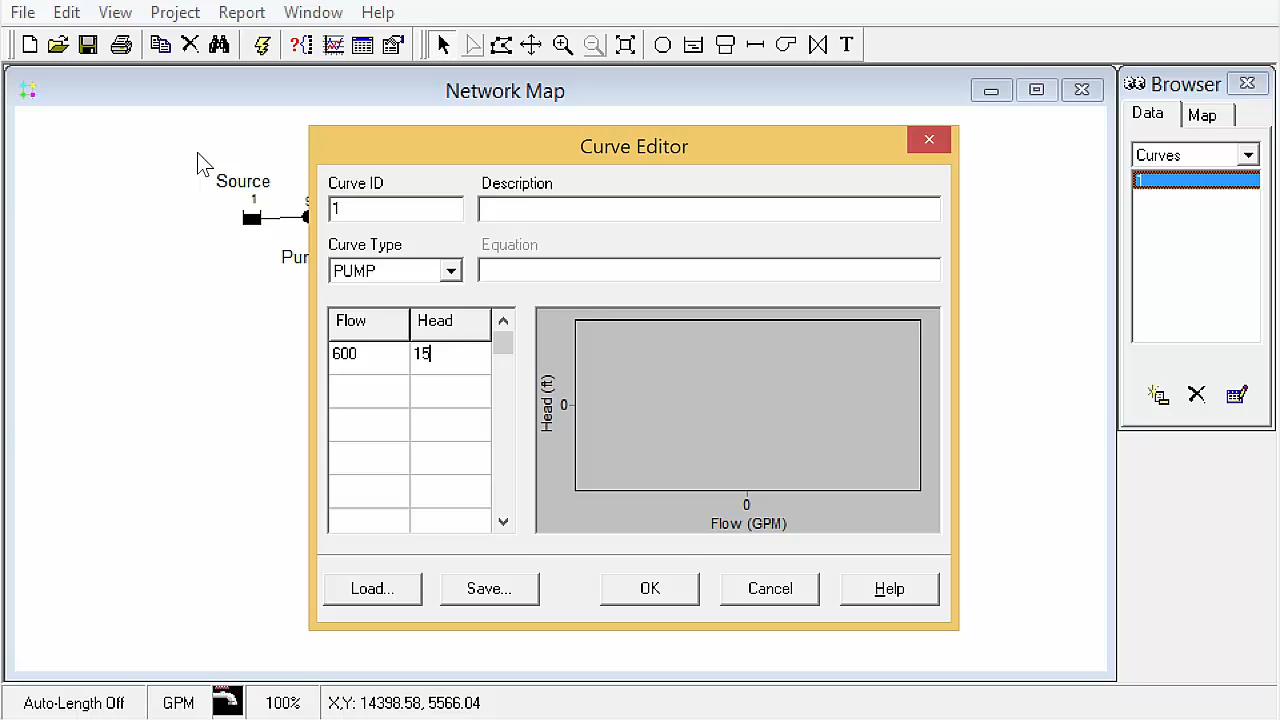 File Edit View Project Report Window Help
T
Network Map
Browser
Data Map
Curves
1
Source
1
S
Pur
Curve Editor
Curve ID Description
1
Curve Type Equation
PUMP
Flow Head
600 15
Head (ft)
0
0
Flow (GPM)
Load... Save... OK Cancel Help
Auto-Length Off GPM 100% X,Y: 14398.58, 5566.04